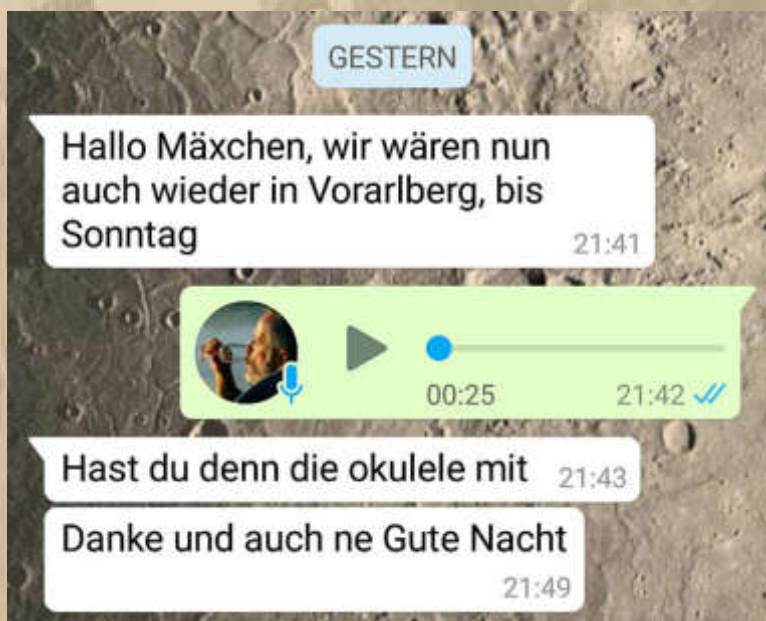 GESTERN
Hallo Mäxchen, wir wären nun
auch wieder in Vorarlberg, bis
Sonntag
21:41
00:25
21:42
Hast du denn die okulele mit
21:43
Danke und auch ne Gute Nacht
21:49